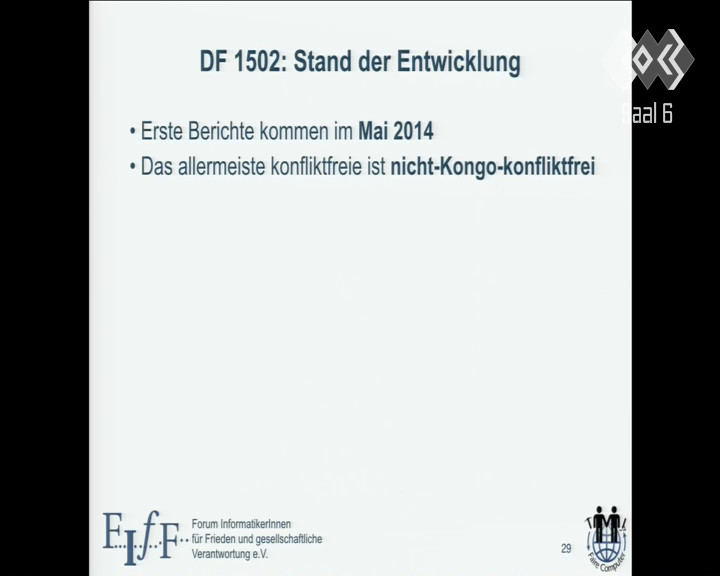 DF 1502: Stand der Entwicklung
Saal 6
• Erste Berichte kommen im Mai 2014
• Das allermeiste konfliktfreie ist nicht-Kongo-konfliktfrei
F..I..f..F..
Forum InformatikerInnen
für Frieden und gesellschaftliche
Verantwortung e.V.
29
Faire Computer